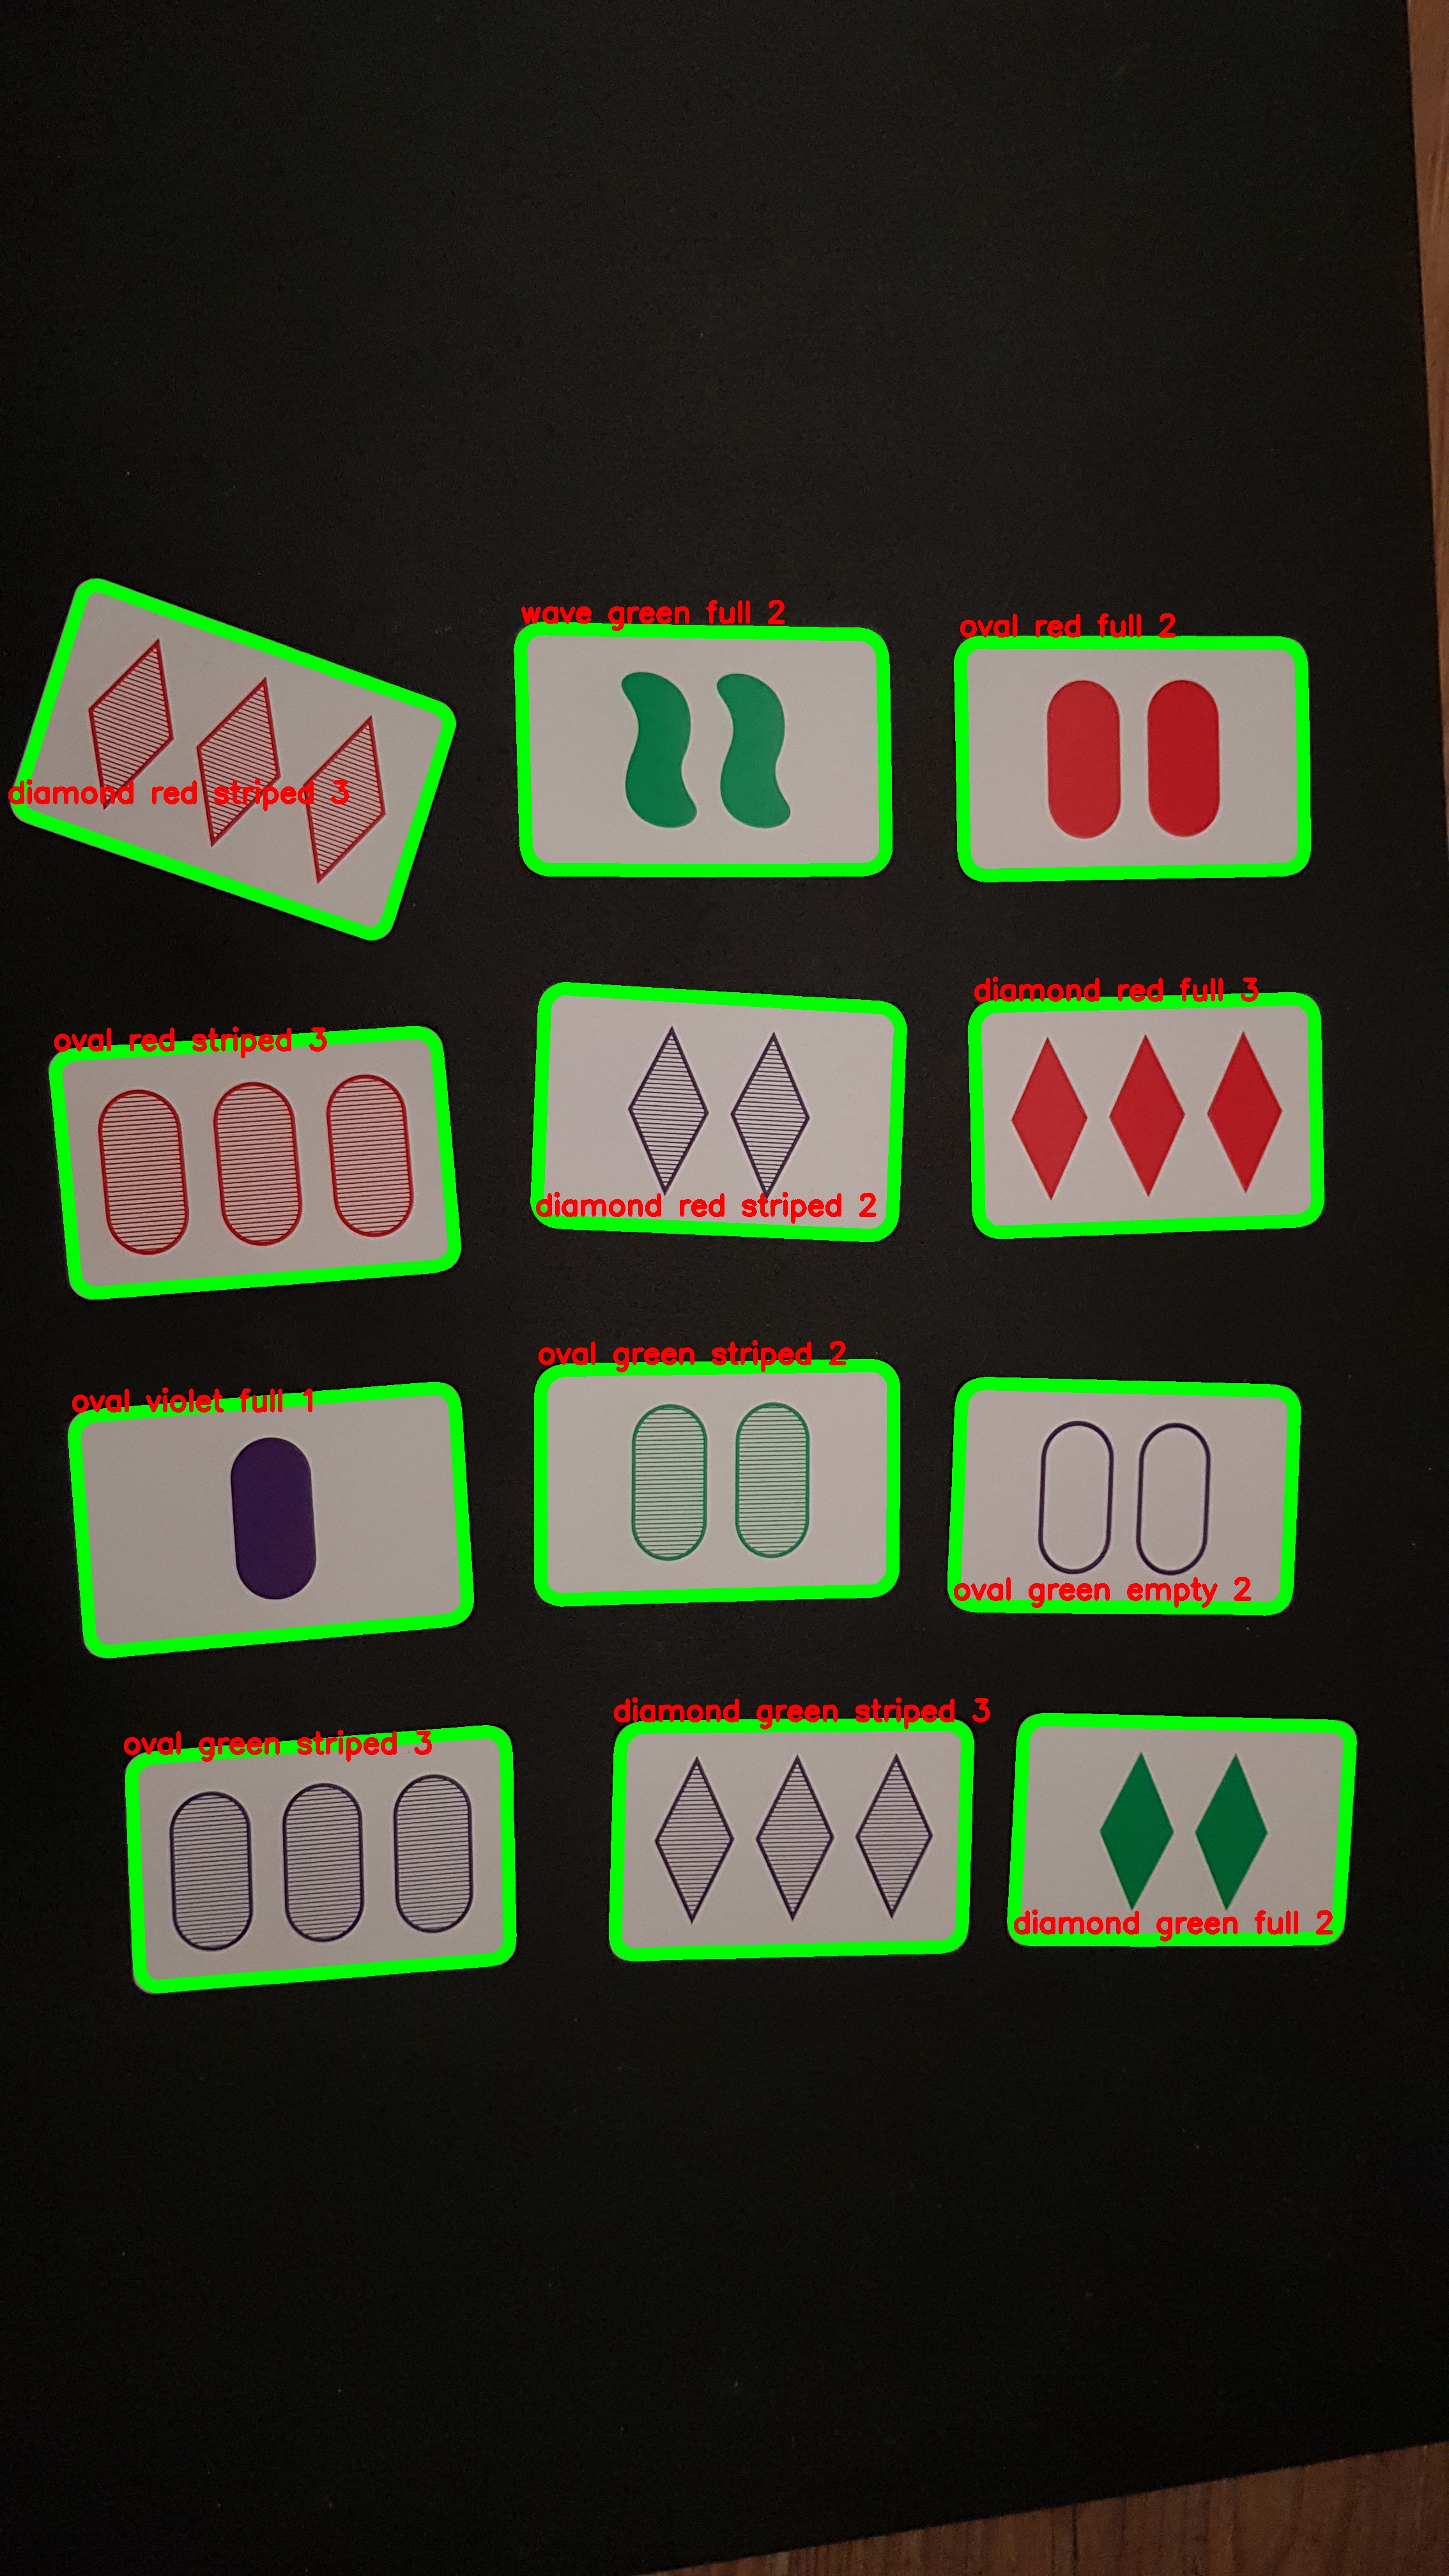 wave green full 2
oval red full 2
diamond red striped 3
diamond red full 3
oval red striped 3
diamond red striped 2
oval green striped 2
oval violet full 1
oval green empty 2
diamond green striped 3
oval green striped 3
diamond green full 2